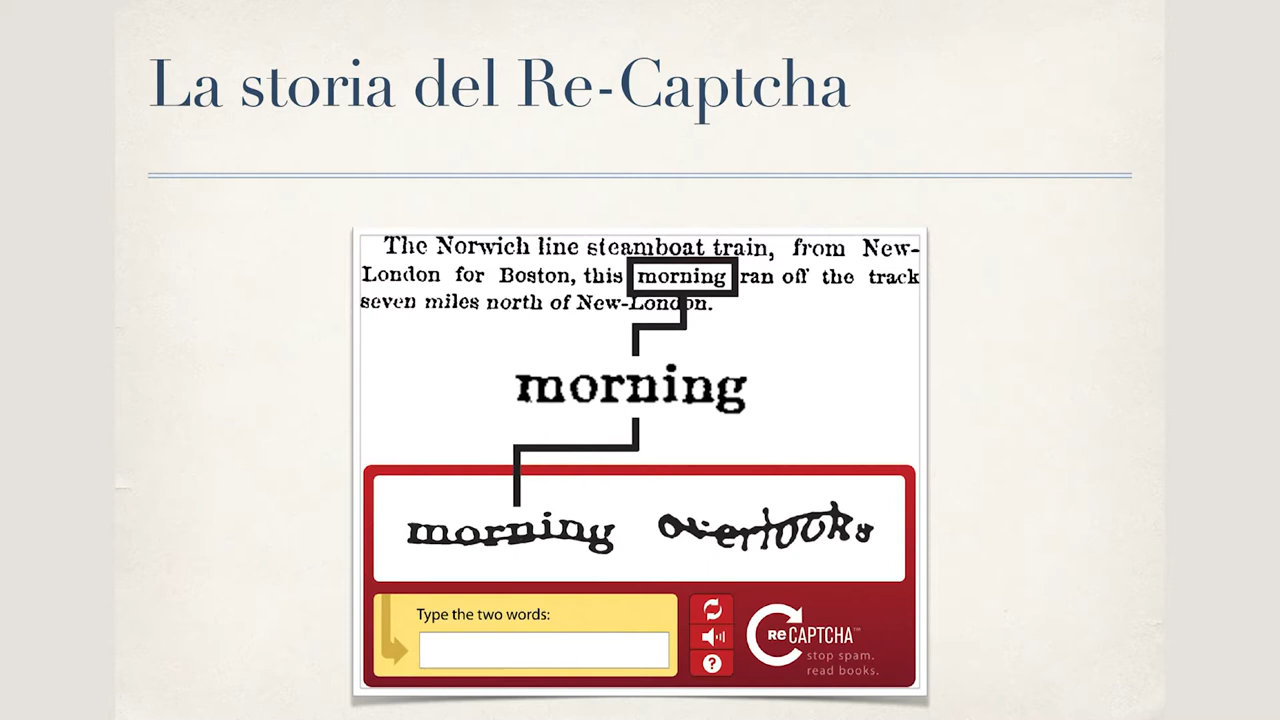 La storia del Re-Captcha
The Norwich line steamboat train, from New-
London for Boston, this morning ran off the track
seven miles north of New-London.
morning
morning overlooks
Type the two words:
?
reCAPTCHA™
stop spam.
read books.